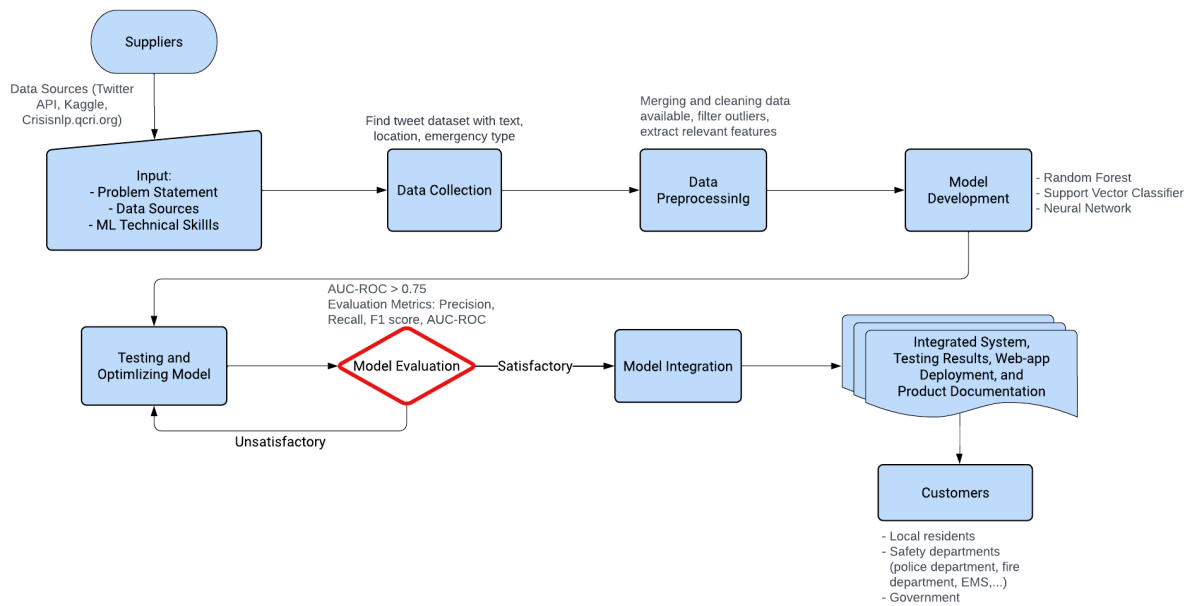 Suppliers
Data Sources (Twitter
API, Kaggle,
Crisisnlp.qcri.org)
Input:
- Problem Statement
- Data Sources
- ML Technical Skillls
Find tweet dataset with text,
location, emergency type
Data Collection
Merging and cleaning data
available, filter outliers,
extract relevant features
Data
Preprocessinlg
Model
Development
- Random Forest
- Support Vector Classifier
- Neural Network
Testing and
Optimlizing Model
AUC-ROC > 0.75
Evaluation Metrics: Precision,
Recall, F1 score, AUC-ROC
Model Evaluation
Satisfactory
Unsatisfactory
Model Integration
Integrated System,
Testing Results, Web-app
Deployment, and
Product Documentation
Customers
- Local residents
- Safety departments
(police department, fire
department, EMS,...)
- Government